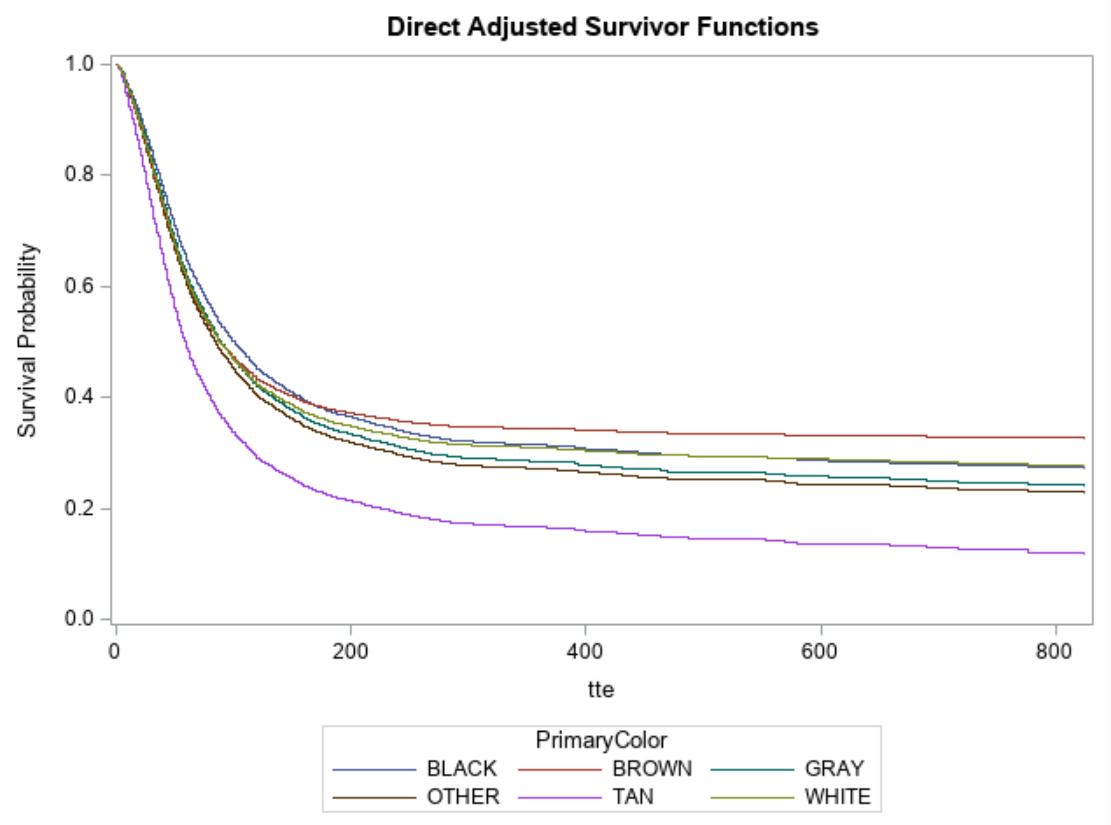 Direct Adjusted Survivor Functions
1.0
0.8
0.6
0.4
0.2
0.0
Survival Probability
0 200 400 600 800
tte
PrimaryColor
BLACK BROWN GRAY
OTHER TAN WHITE